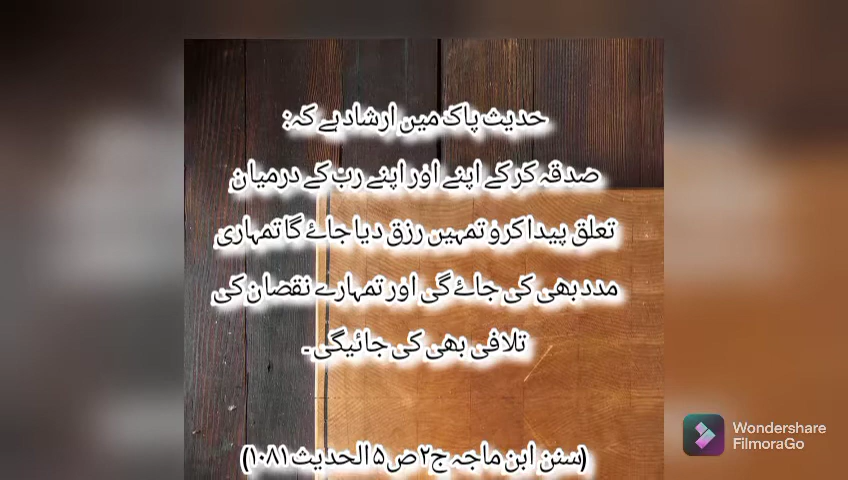 حدیث پاک میں ارشاد ہے کہ:
صدقہ کر کے اپنے اور اپنے رب کے درمیان
تعلق پیدا کرو تمہیں رزق دیا جائے گا تمہاری
مدد بھی کی جائے گی اور تمہارے نقصان کی
تلافی بھی کی جائیگی۔
(سنن ابن ماجہ ج۲ ص ۵ الحدیث ۱۰۸۱)
Wondershare
FilmoraGo